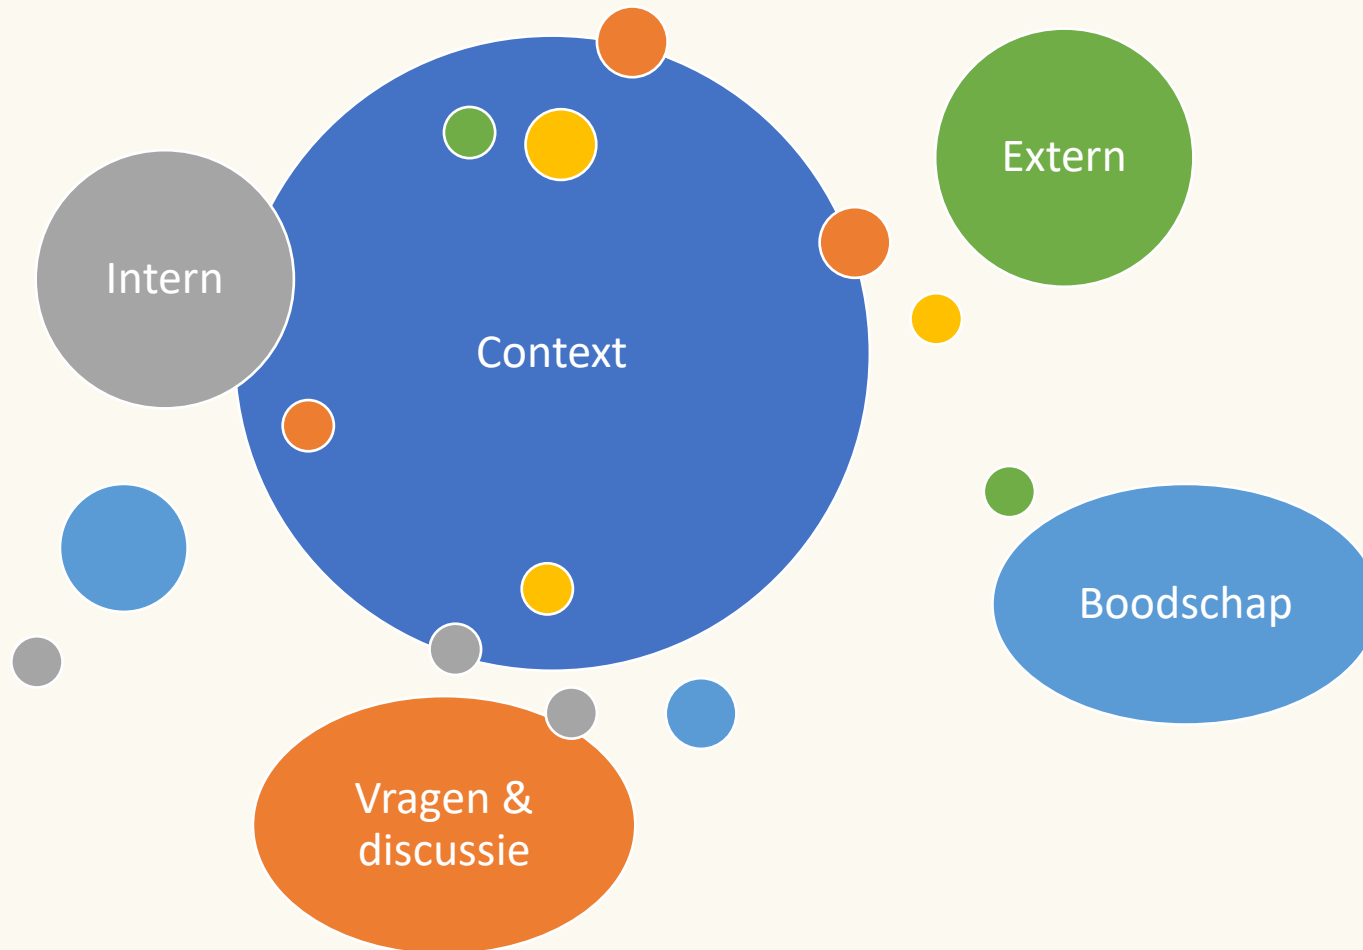 Extern
Intern
Context
Boodschap
Vragen &
discussie